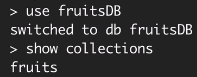 > use fruitsDB
switched to db fruitsDB
> show collections
fruits